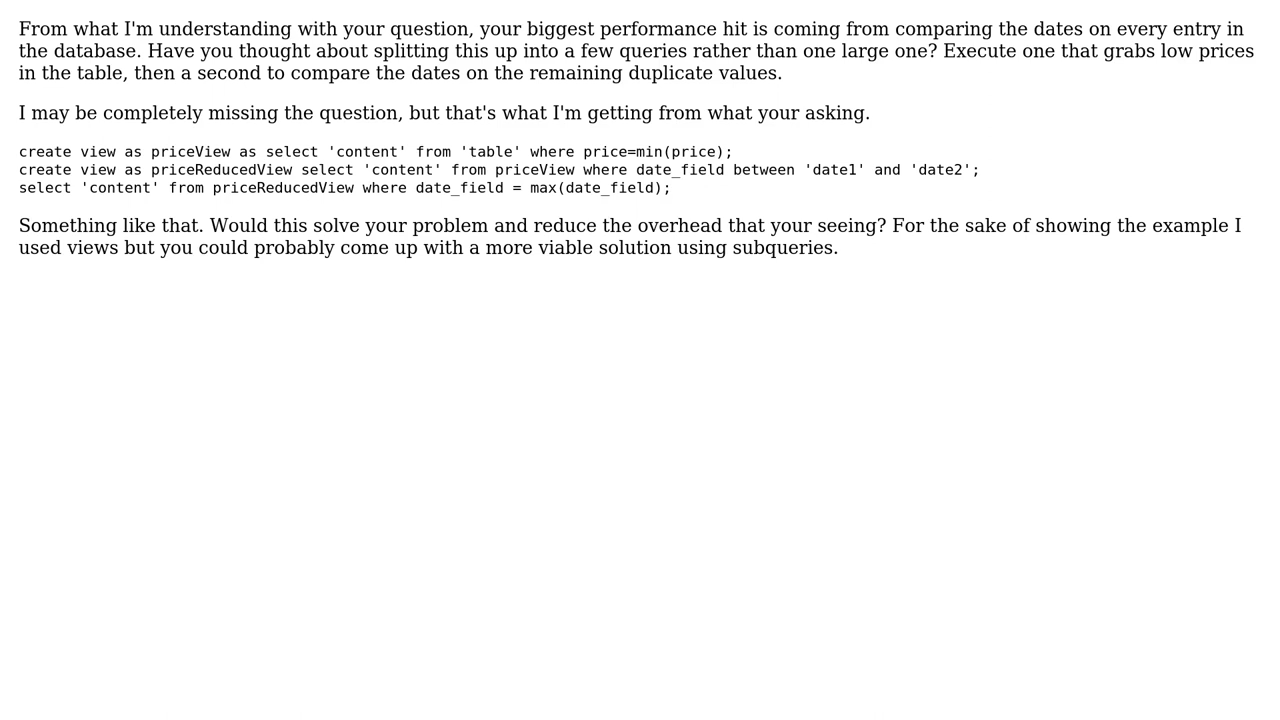 From what I'm understanding with your question, your biggest performance hit is coming from comparing the dates on every entry in
the database. Have you thought about splitting this up into a few queries rather than one large one? Execute one that grabs low prices
in the table, then a second to compare the dates on the remaining duplicate values.
I may be completely missing the question, but that's what I'm getting from what your asking.
create view as priceView as select 'content' from 'table' where price=min(price);
create view as priceReducedView select 'content' from priceView where date_field between 'date1' and 'date2';
select 'content' from priceReducedView where date_field = max(date_field);
Something like that. Would this solve your problem and reduce the overhead that your seeing? For the sake of showing the example I
used views but you could probably come up with a more viable solution using subqueries.